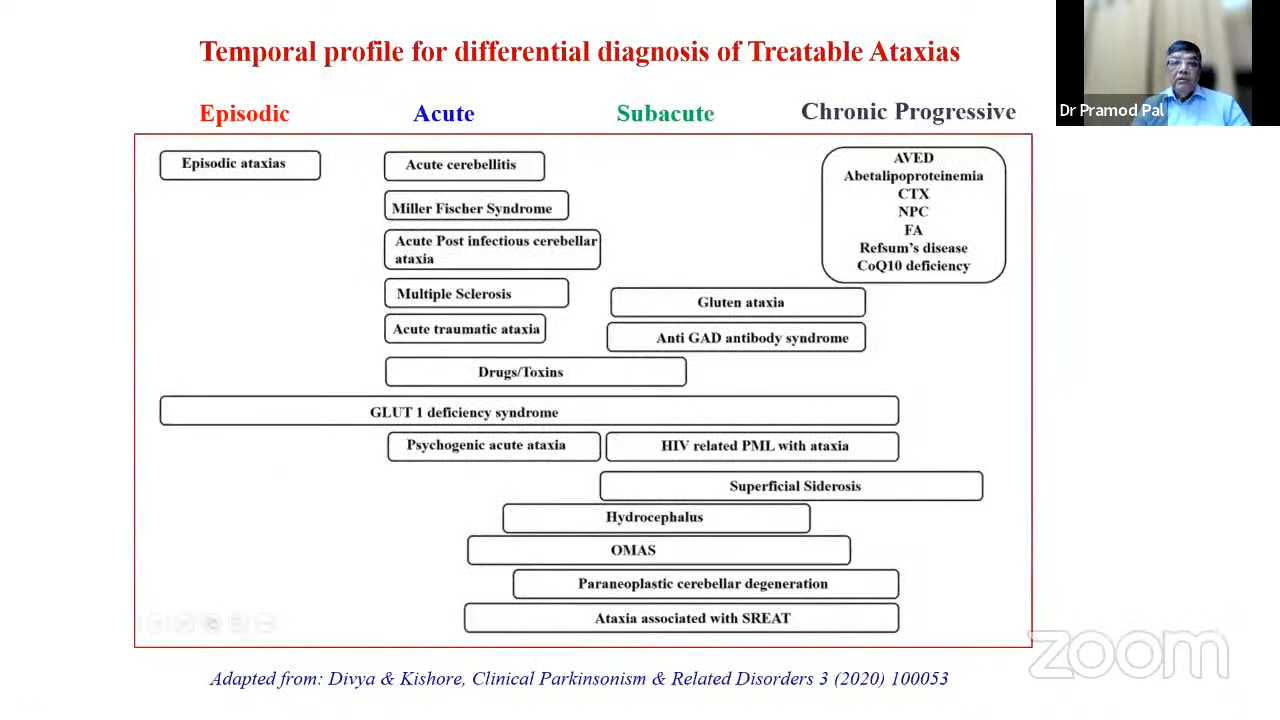 Temporal profile for differential diagnosis of Treatable Ataxias
Dr Pramod Pal
Episodic
Acute
Subacute
Chronic Progressive
Episodic ataxias
Acute cerebellitis
Miller Fischer Syndrome
Acute Post infectious cerebellar
ataxia
Multiple Sclerosis
Acute traumatic ataxia
AVED
Abetalipoproteinemia
CTX
NPC
FA
Refsum's disease
CoQ10 deficiency
Gluten ataxia
Anti GAD antibody syndrome
Drugs/Toxins
GLUT 1 deficiency syndrome
Psychogenic acute ataxia
HIV related PML with ataxia
Superficial Siderosis
Hydrocephalus
OMAS
Paraneoplastic cerebellar degeneration
Ataxia associated with SREAT
zoom
Adapted from: Divya & Kishore, Clinical Parkinsonism & Related Disorders 3 (2020) 100053